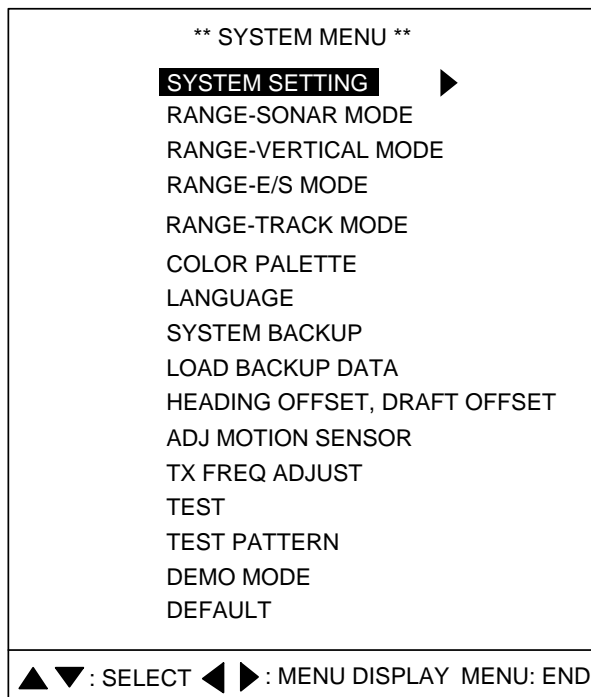 ** SYSTEM MENU **
SYSTEM SETTING ▶
RANGE-SONAR MODE
RANGE-VERTICAL MODE
RANGE-E/S MODE
RANGE-TRACK MODE
COLOR PALETTE
LANGUAGE
SYSTEM BACKUP
LOAD BACKUP DATA
HEADING OFFSET, DRAFT OFFSET
ADJ MOTION SENSOR
TX FREQ ADJUST
TEST
TEST PATTERN
DEMO MODE
DEFAULT
▲ ▼ : SELECT ◀ ▶ : MENU DISPLAY MENU: END